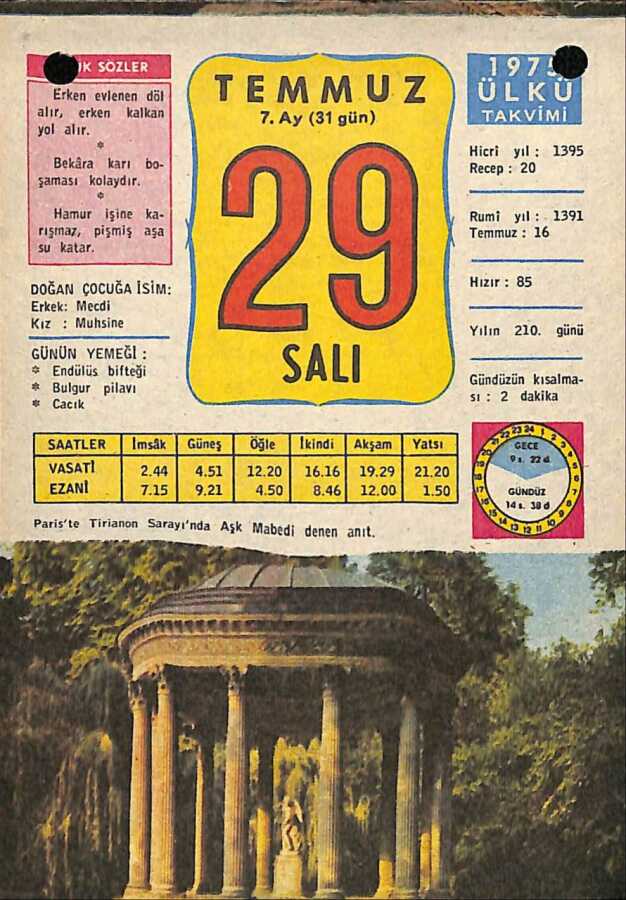 K SÖZLER
Erken evlenen döl
alır, erken kalkan
yol alır.
*
Bekâra karı bo-
şaması kolaydır.
*
Hamur işine ka-
rışmaz, pişmiş aşa
su katar.
DOĞAN ÇOCUĞA İSİM:
Erkek: Mecdi
Kız : Muhsine
GÜNÜN YEMEĞİ :
* Endülüs bifteği
* Bulgur pilavı
* Cacık
TEMMUZ
7. Ay (31 gün)
29
SALI
1975
ÜLKÜ
TAKVİMİ
Hicrî yıl : 1395
Recep : 20
Rumî yıl : 1391
Temmuz : 16
Hızır : 85
Yılın 210. günü
Gündüzün kısalma-
sı : 2 dakika
SAATLER İmsâk Güneş Öğle İkindi Akşam Yatsı
VASATİ 2.44 4.51 12.20 16.16 19.29 21.20
EZANİ 7.15 9.21 4.50 8.46 12.00 1.50
GECE
9 s. 22 d
GÜNDÜZ
14 s. 38 d
Paris'te Tirianon Sarayı'nda Aşk Mabedi denen anıt.